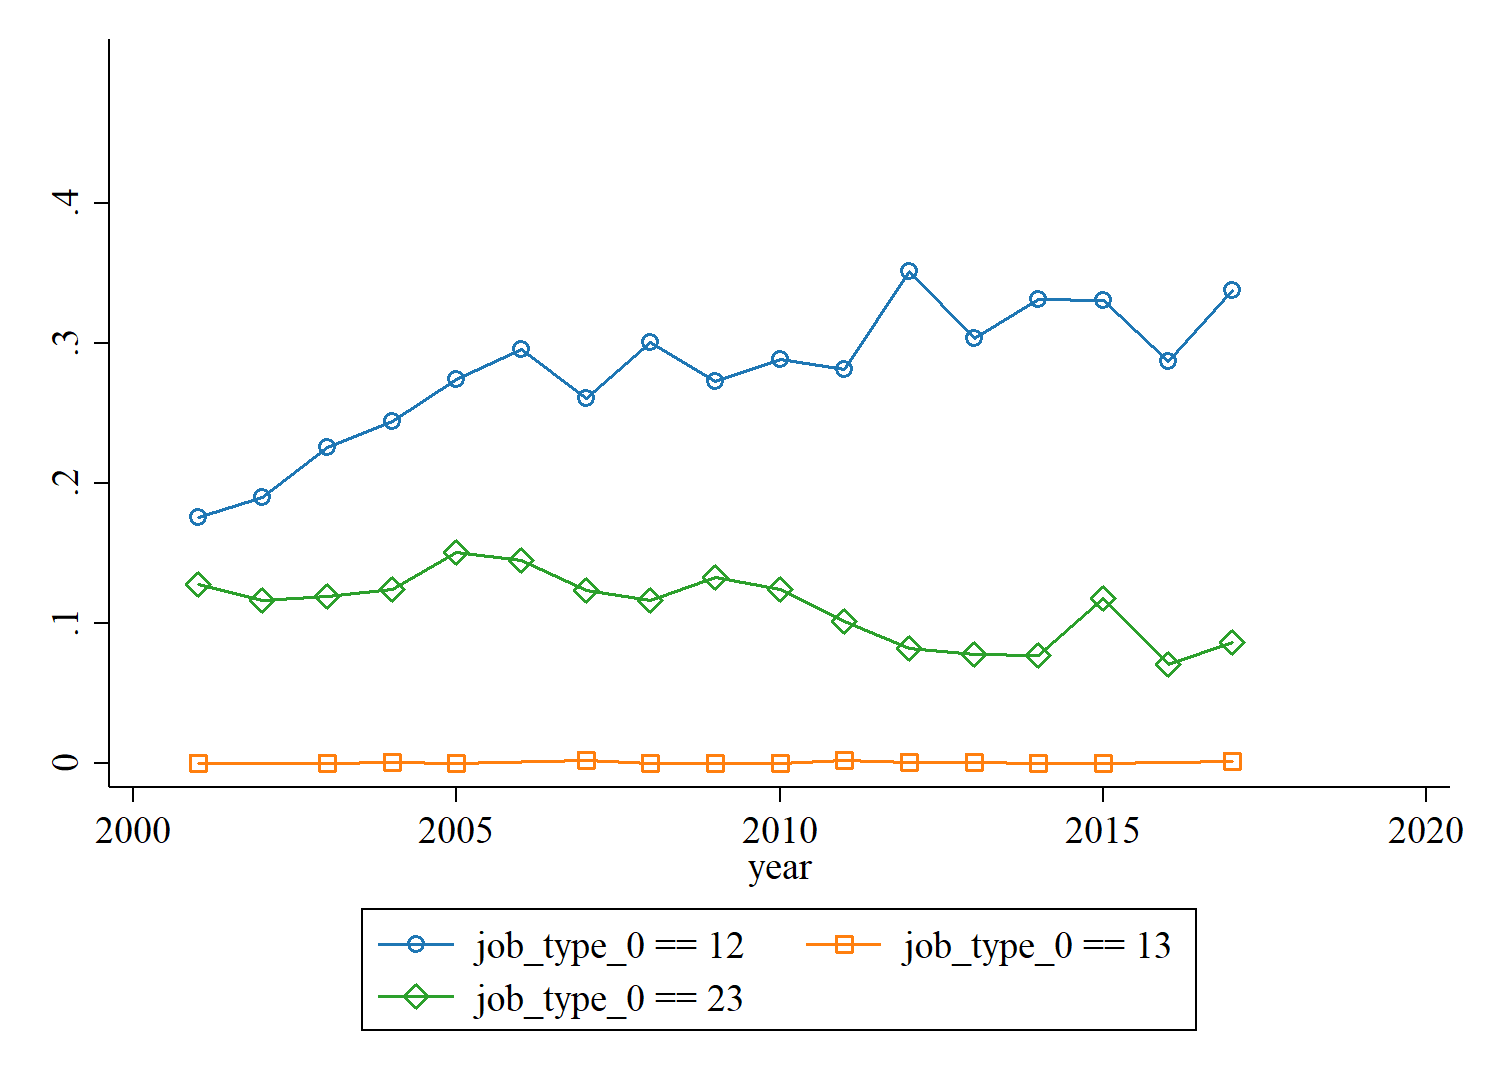 .4
.3
.2
.1
0
2000 2005 2010 2015 2020
year
job_type_0 == 12 job_type_0 == 13
job_type_0 == 23